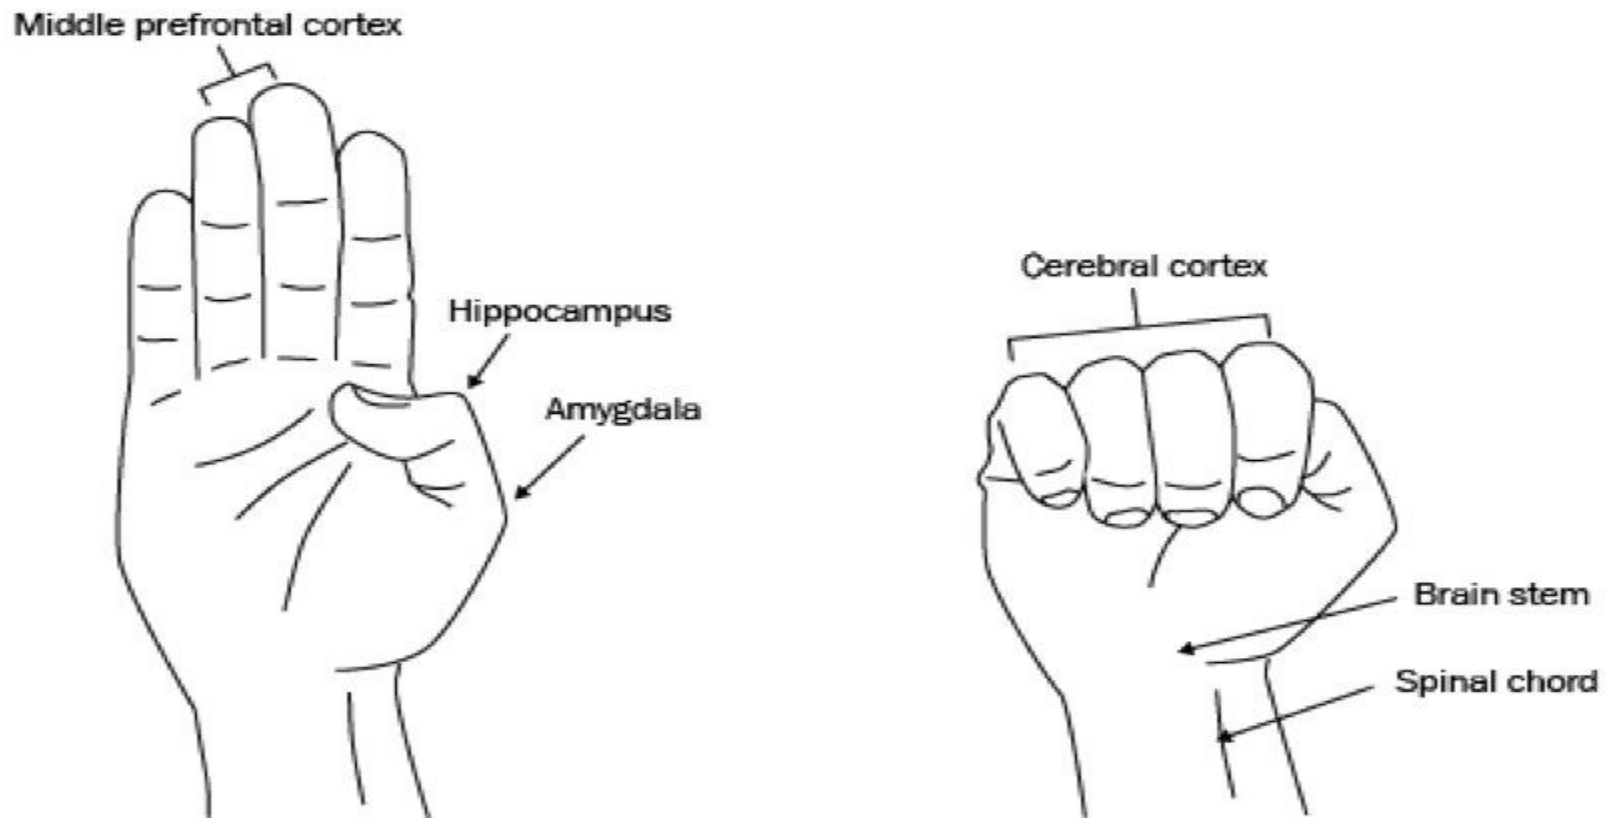 Middle prefrontal cortex
Hippocampus
Amygdala
Cerebral cortex
Brain stem
Spinal chord